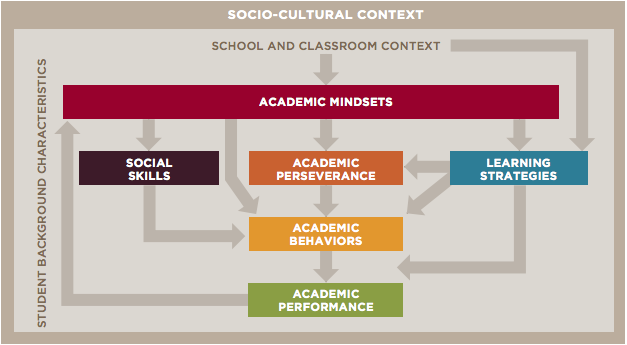 SOCIO-CULTURAL CONTEXT
SCHOOL AND CLASSROOM CONTEXT
STUDENT BACKGROUND CHARACTERISTICS
ACADEMIC MINDSETS
SOCIAL
SKILLS
ACADEMIC
PERSEVERANCE
LEARNING
STRATEGIES
ACADEMIC
BEHAVIORS
ACADEMIC
PERFORMANCE